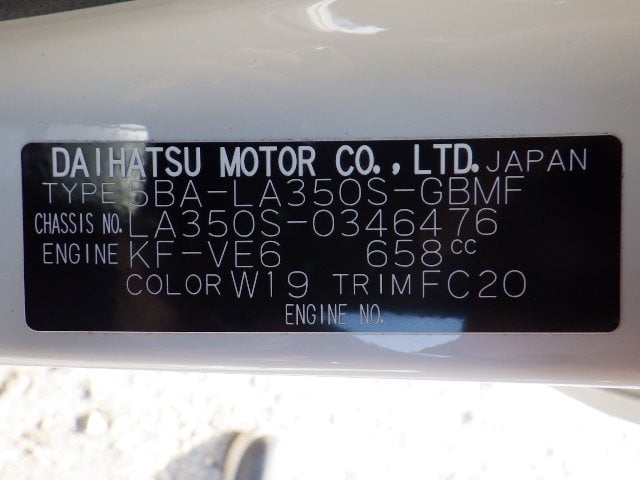 DAIHATSU MOTOR CO., LTD. JAPAN
TYPE 5BA-LA350S-GBMF
CHASSIS NO. LA350S-0346476
ENGINE KF-VE6 658cc
COLOR W19 TRIM FC20
ENGINE NO.